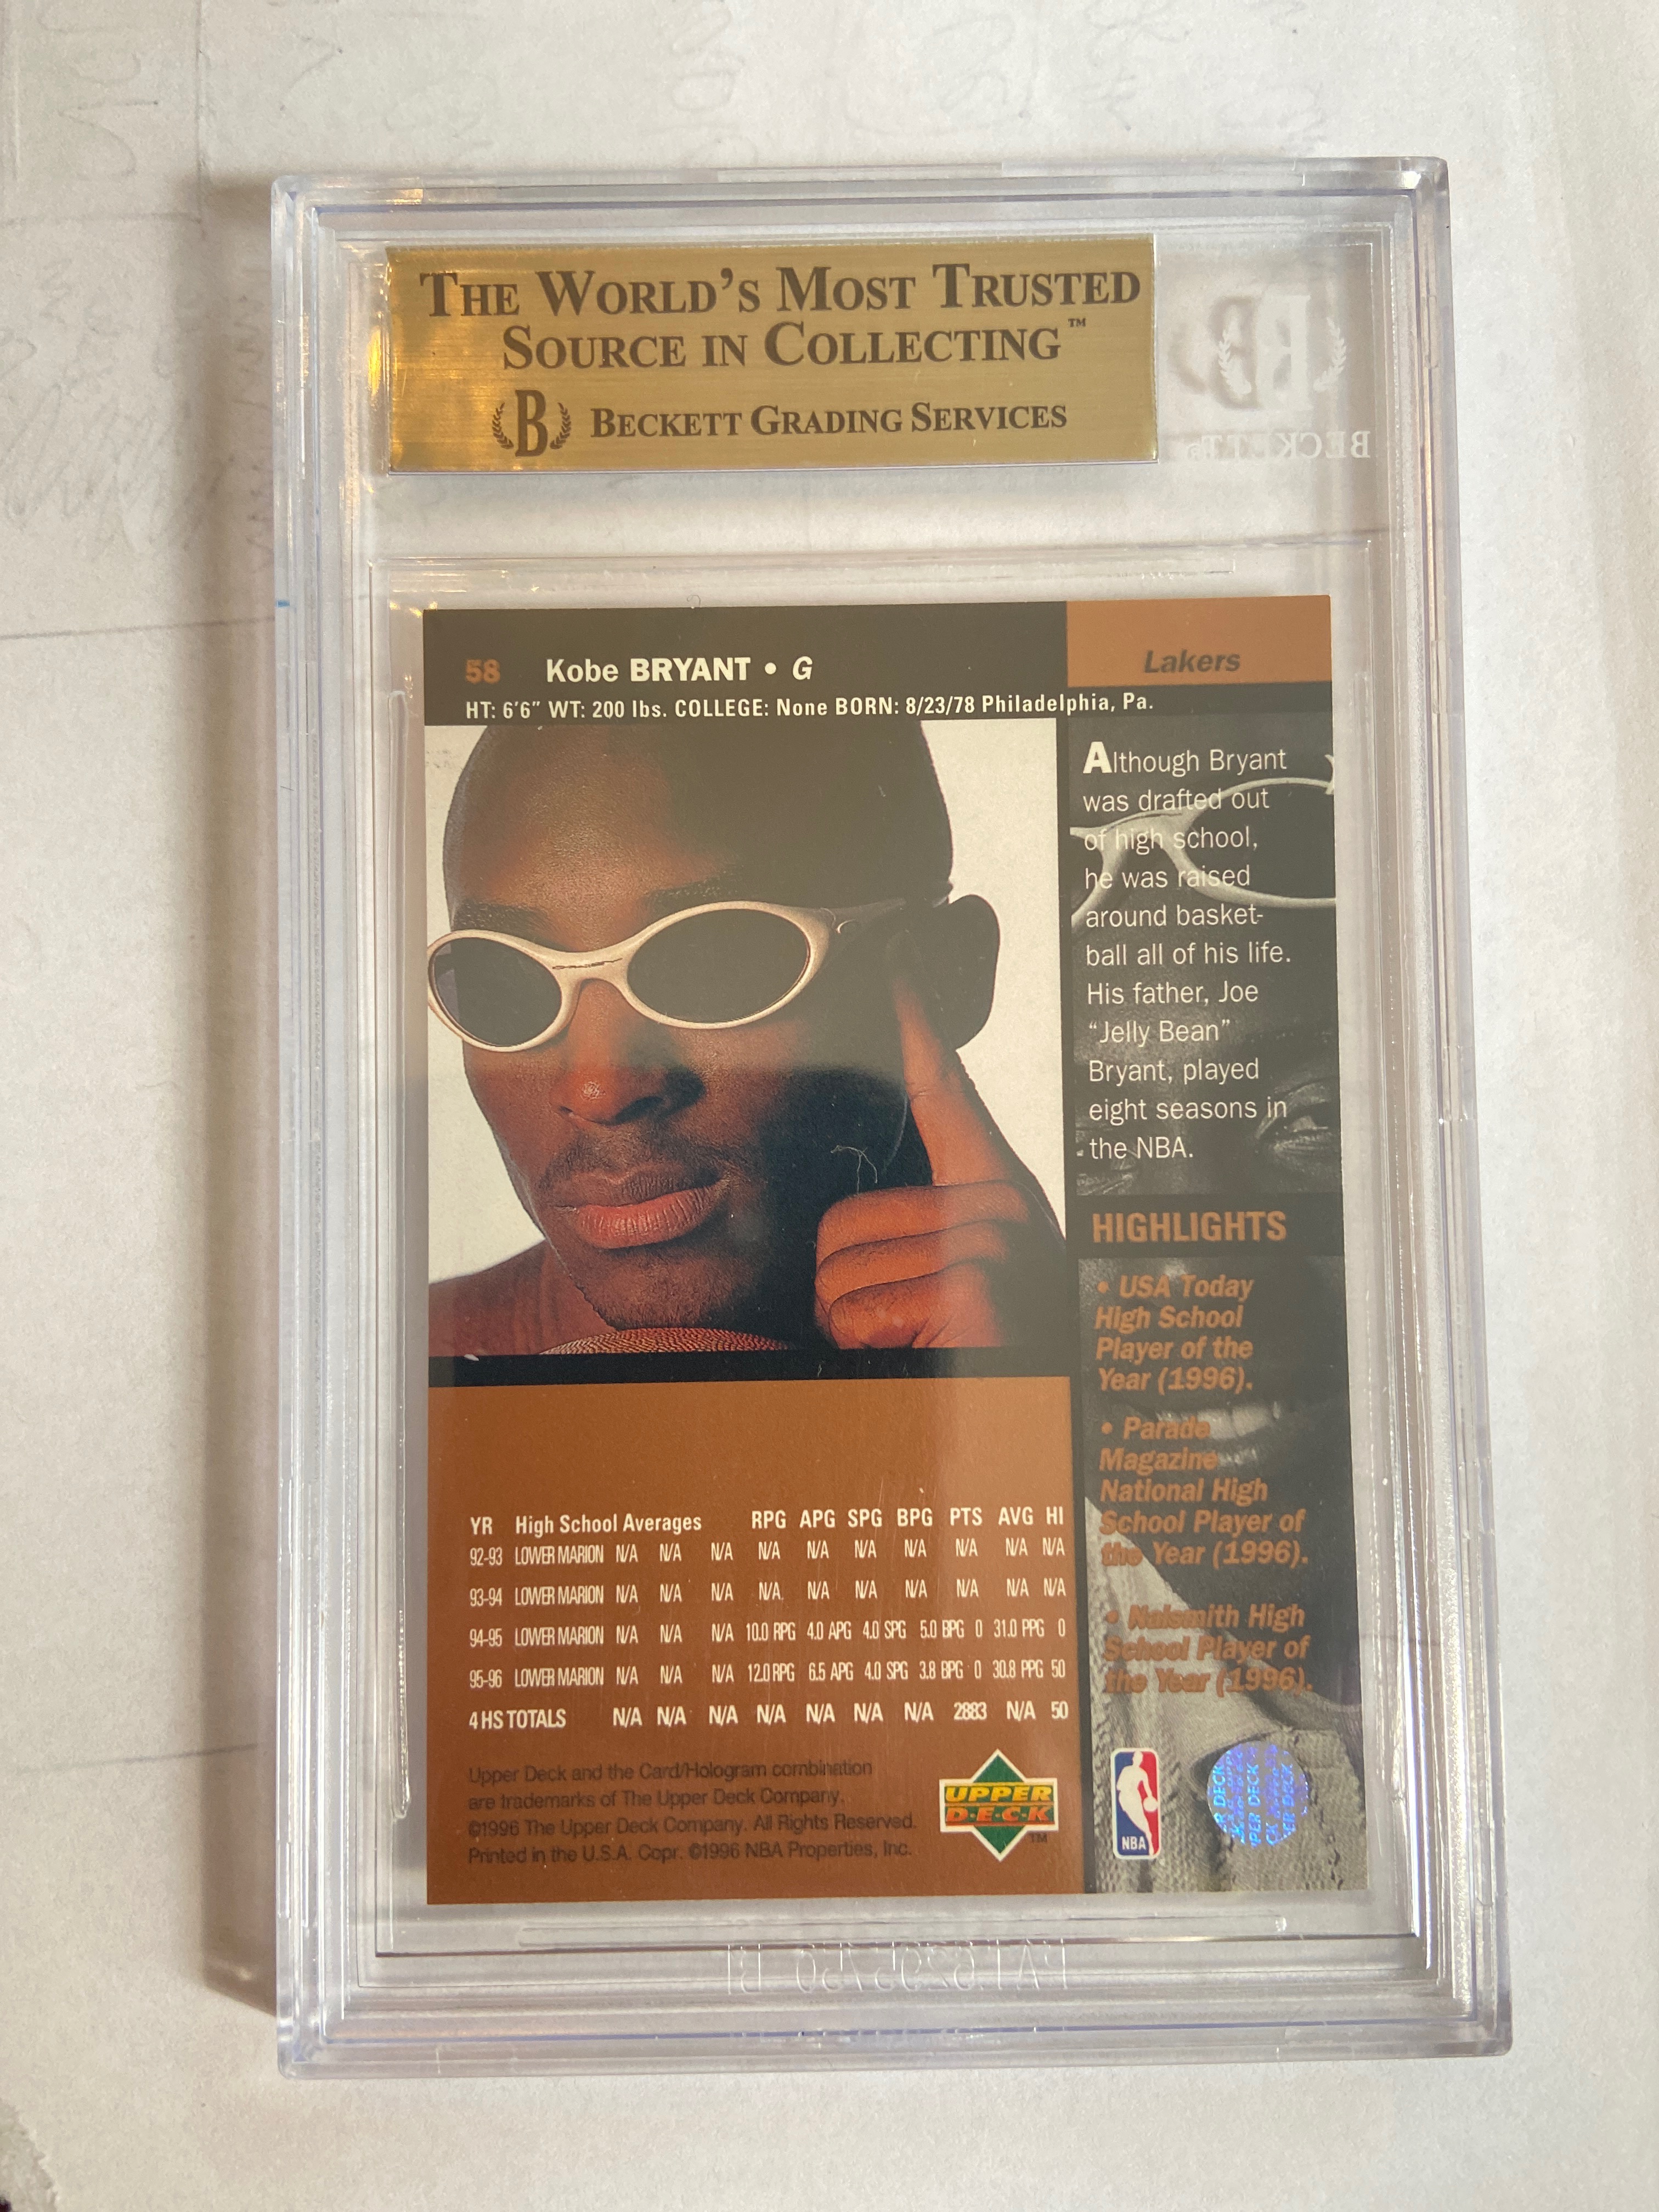 THE WORLD'S MOST TRUSTED
SOURCE IN COLLECTING™
B BECKETT GRADING SERVICES
BECKETT
58 Kobe BRYANT • G
Lakers
HT: 6'6" WT: 200 lbs. COLLEGE: None BORN: 8/23/78 Philadelphia, Pa.
Although Bryant
was drafted out
of high school,
he was raised
around basket-
ball all of his life.
His father, Joe
"Jelly Bean"
Bryant, played
eight seasons in
the NBA.
HIGHLIGHTS
• USA Today
High School
Player of the
Year (1996).
• Parade
Magazine
National High
School Player of
the Year (1996).
• Naismith High
School Player of
the Year (1996).
YR High School Averages RPG APG SPG BPG PTS AVG HI
92-93 LOWER MARION N/A N/A N/A N/A N/A N/A N/A N/A N/A N/A
93-94 LOWER MARION N/A N/A N/A N/A N/A N/A N/A N/A N/A N/A
94-95 LOWER MARION N/A N/A N/A 10.0 RPG 4.0 APG 4.0 SPG 5.0 BPG 0 31.0 PPG 0
95-96 LOWER MARION N/A N/A N/A 12.0 RPG 6.5 APG 4.0 SPG 3.8 BPG 0 30.8 PPG 50
4 HS TOTALS N/A N/A N/A N/A N/A N/A N/A 2883 N/A 50
Upper Deck and the Card/Hologram combination
are trademarks of The Upper Deck Company.
©1996 The Upper Deck Company. All Rights Reserved.
Printed in the U.S.A. Copr. ©1996 NBA Properties, Inc.
UPPER
D·E·C·K
TM
NBA
UPPER DECK